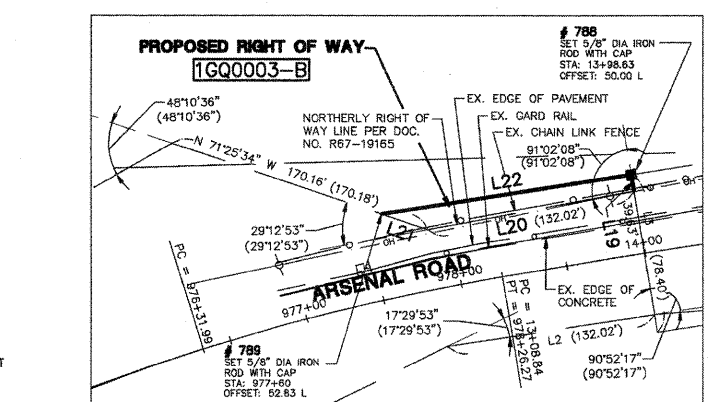 PROPOSED RIGHT OF WAY
1GQ0003-B
# 788
SET 5/8" DIA IRON
ROD WITH CAP
STA: 13+98.63
OFFSET: 50.00 L
48°10'36"
(48°10'36")
N 71°25'34" W
170.16' (170.18')
NORTHERLY RIGHT OF
WAY LINE PER DOC.
NO. R67-19165
EX. EDGE OF PAVEMENT
EX. GARD RAIL
EX. CHAIN LINK FENCE
91°02'08"
(91°02'08")
L22
L21
L20
(132.02')
L19
39.63'
(78.40')
14+00
29°12'53"
(29°12'53")
PC = 976+31.99
ARSENAL ROAD
977+00
978+00
EX. EDGE OF
CONCRETE
17°29'53"
(17°29'53")
PC = 13+08.84
PT = 978+26.27
L2 (132.02')
90°52'17"
(90°52'17")
# 789
SET 5/8" DIA IRON
ROD WITH CAP
STA: 977+60
OFFSET: 52.83 L
T